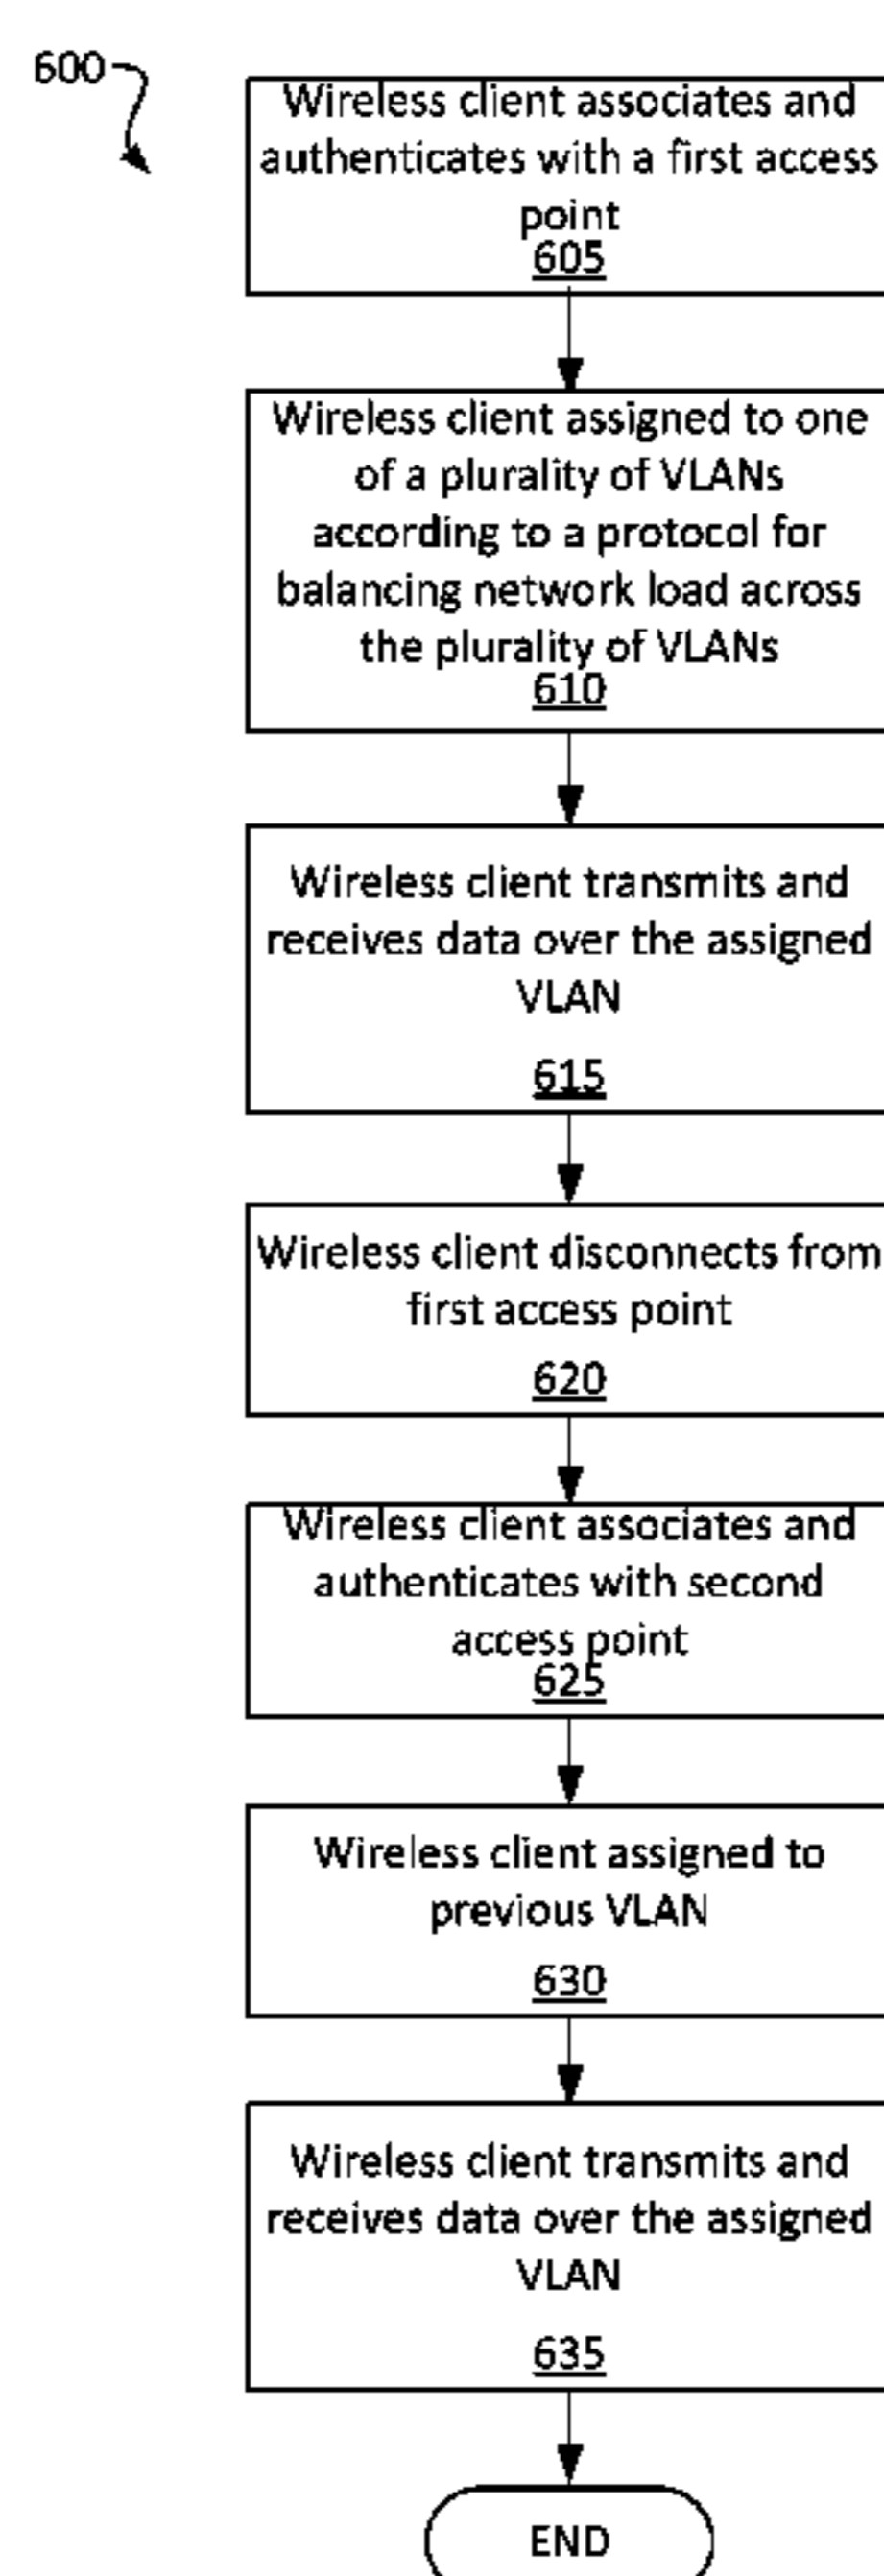 600
Wireless client associates and
authenticates with a first access
point
605
Wireless client assigned to one
of a plurality of VLANs
according to a protocol for
balancing network load across
the plurality of VLANs
610
Wireless client transmits and
receives data over the assigned
VLAN
615
Wireless client disconnects from
first access point
620
Wireless client associates and
authenticates with second
access point
625
Wireless client assigned to
previous VLAN
630
Wireless client transmits and
receives data over the assigned
VLAN
635
END